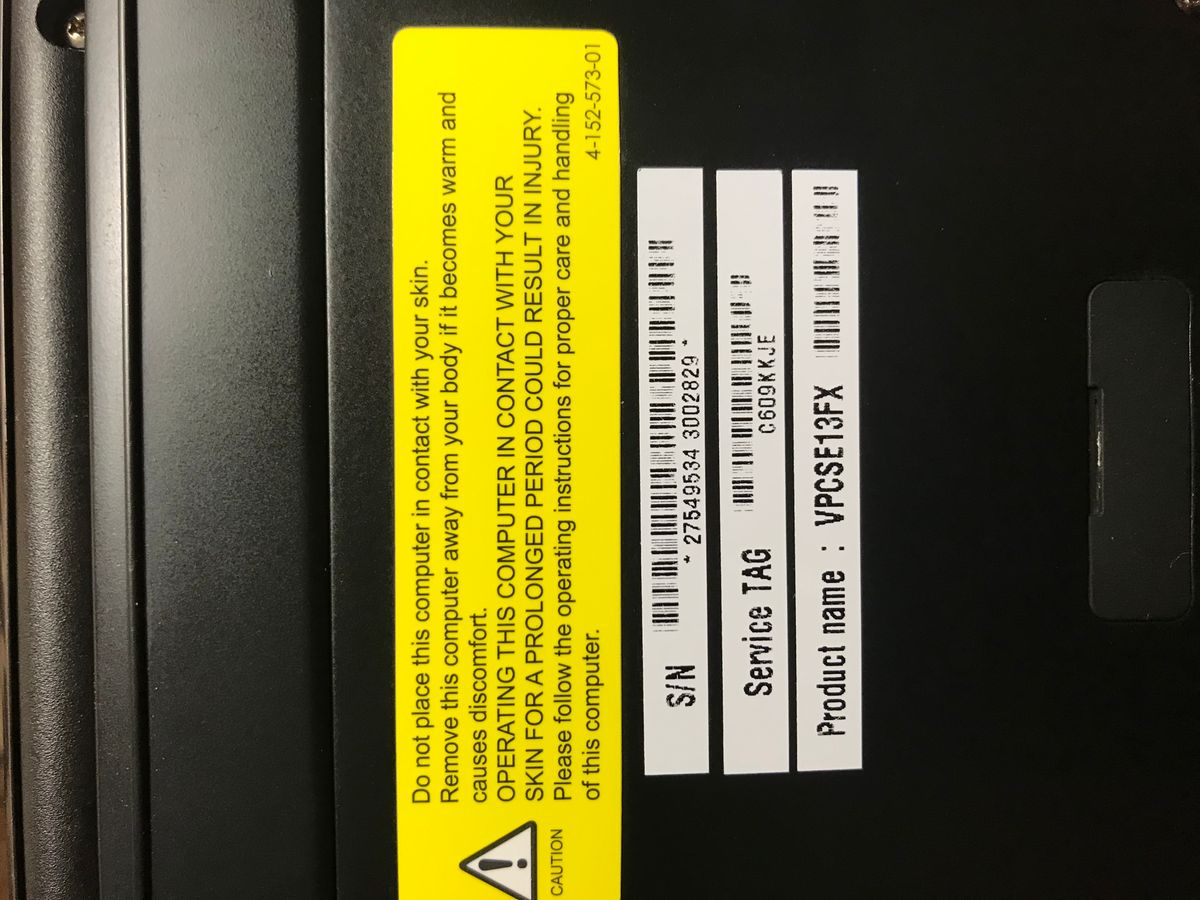 Do not place this computer in contact with your skin.
Remove this computer away from your body if it becomes warm and
causes discomfort.
OPERATING THIS COMPUTER IN CONTACT WITH YOUR
SKIN FOR A PROLONGED PERIOD COULD RESULT IN INJURY.
Please follow the operating instructions for proper care and handling
of this computer.
4-152-573-01
CAUTION
S/N
* 27549534 3002829 *
Service TAG
C609KKJE
Product name : VPCSE13FX